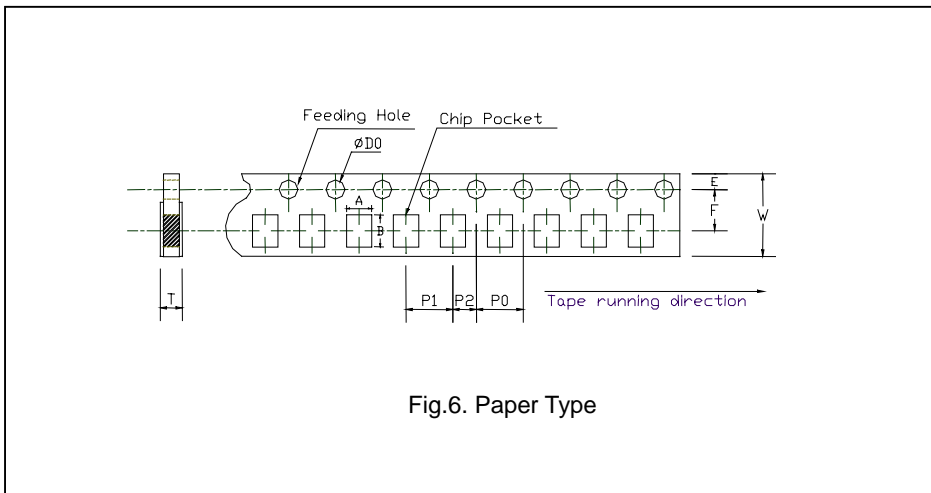 Feeding Hole
Chip Pocket
ØD0
A
B
E
F
W
T
P1
P2
P0
Tape running direction
Fig.6. Paper Type